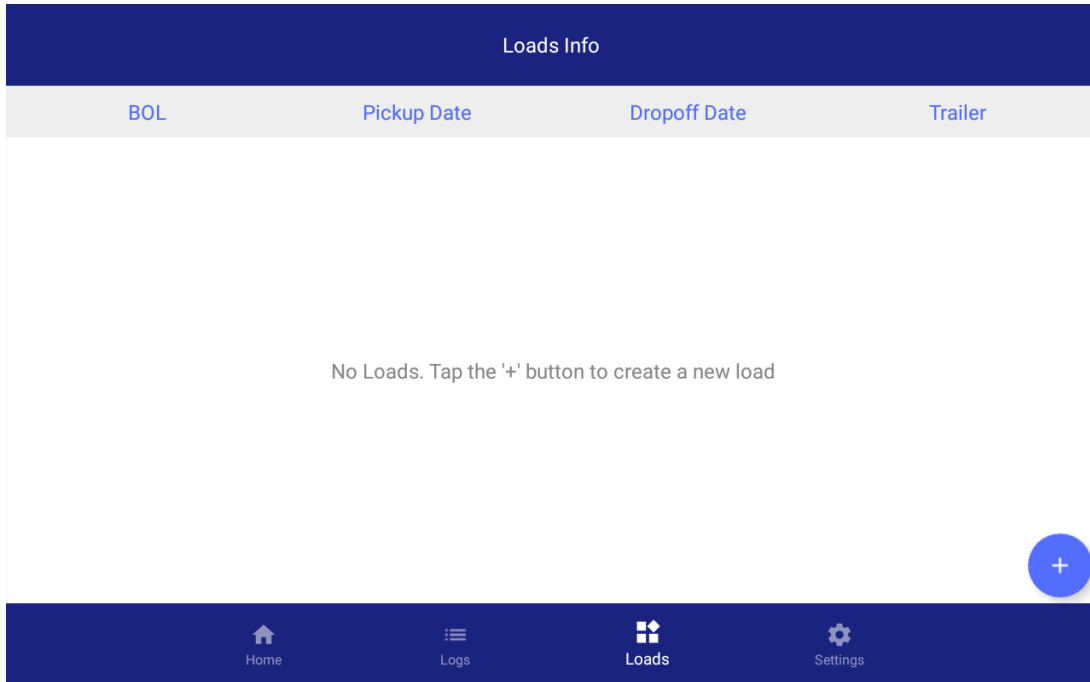 Loads Info
BOL Pickup Date Dropoff Date Trailer
No Loads. Tap the '+' button to create a new load
+
Home Logs Loads Settings